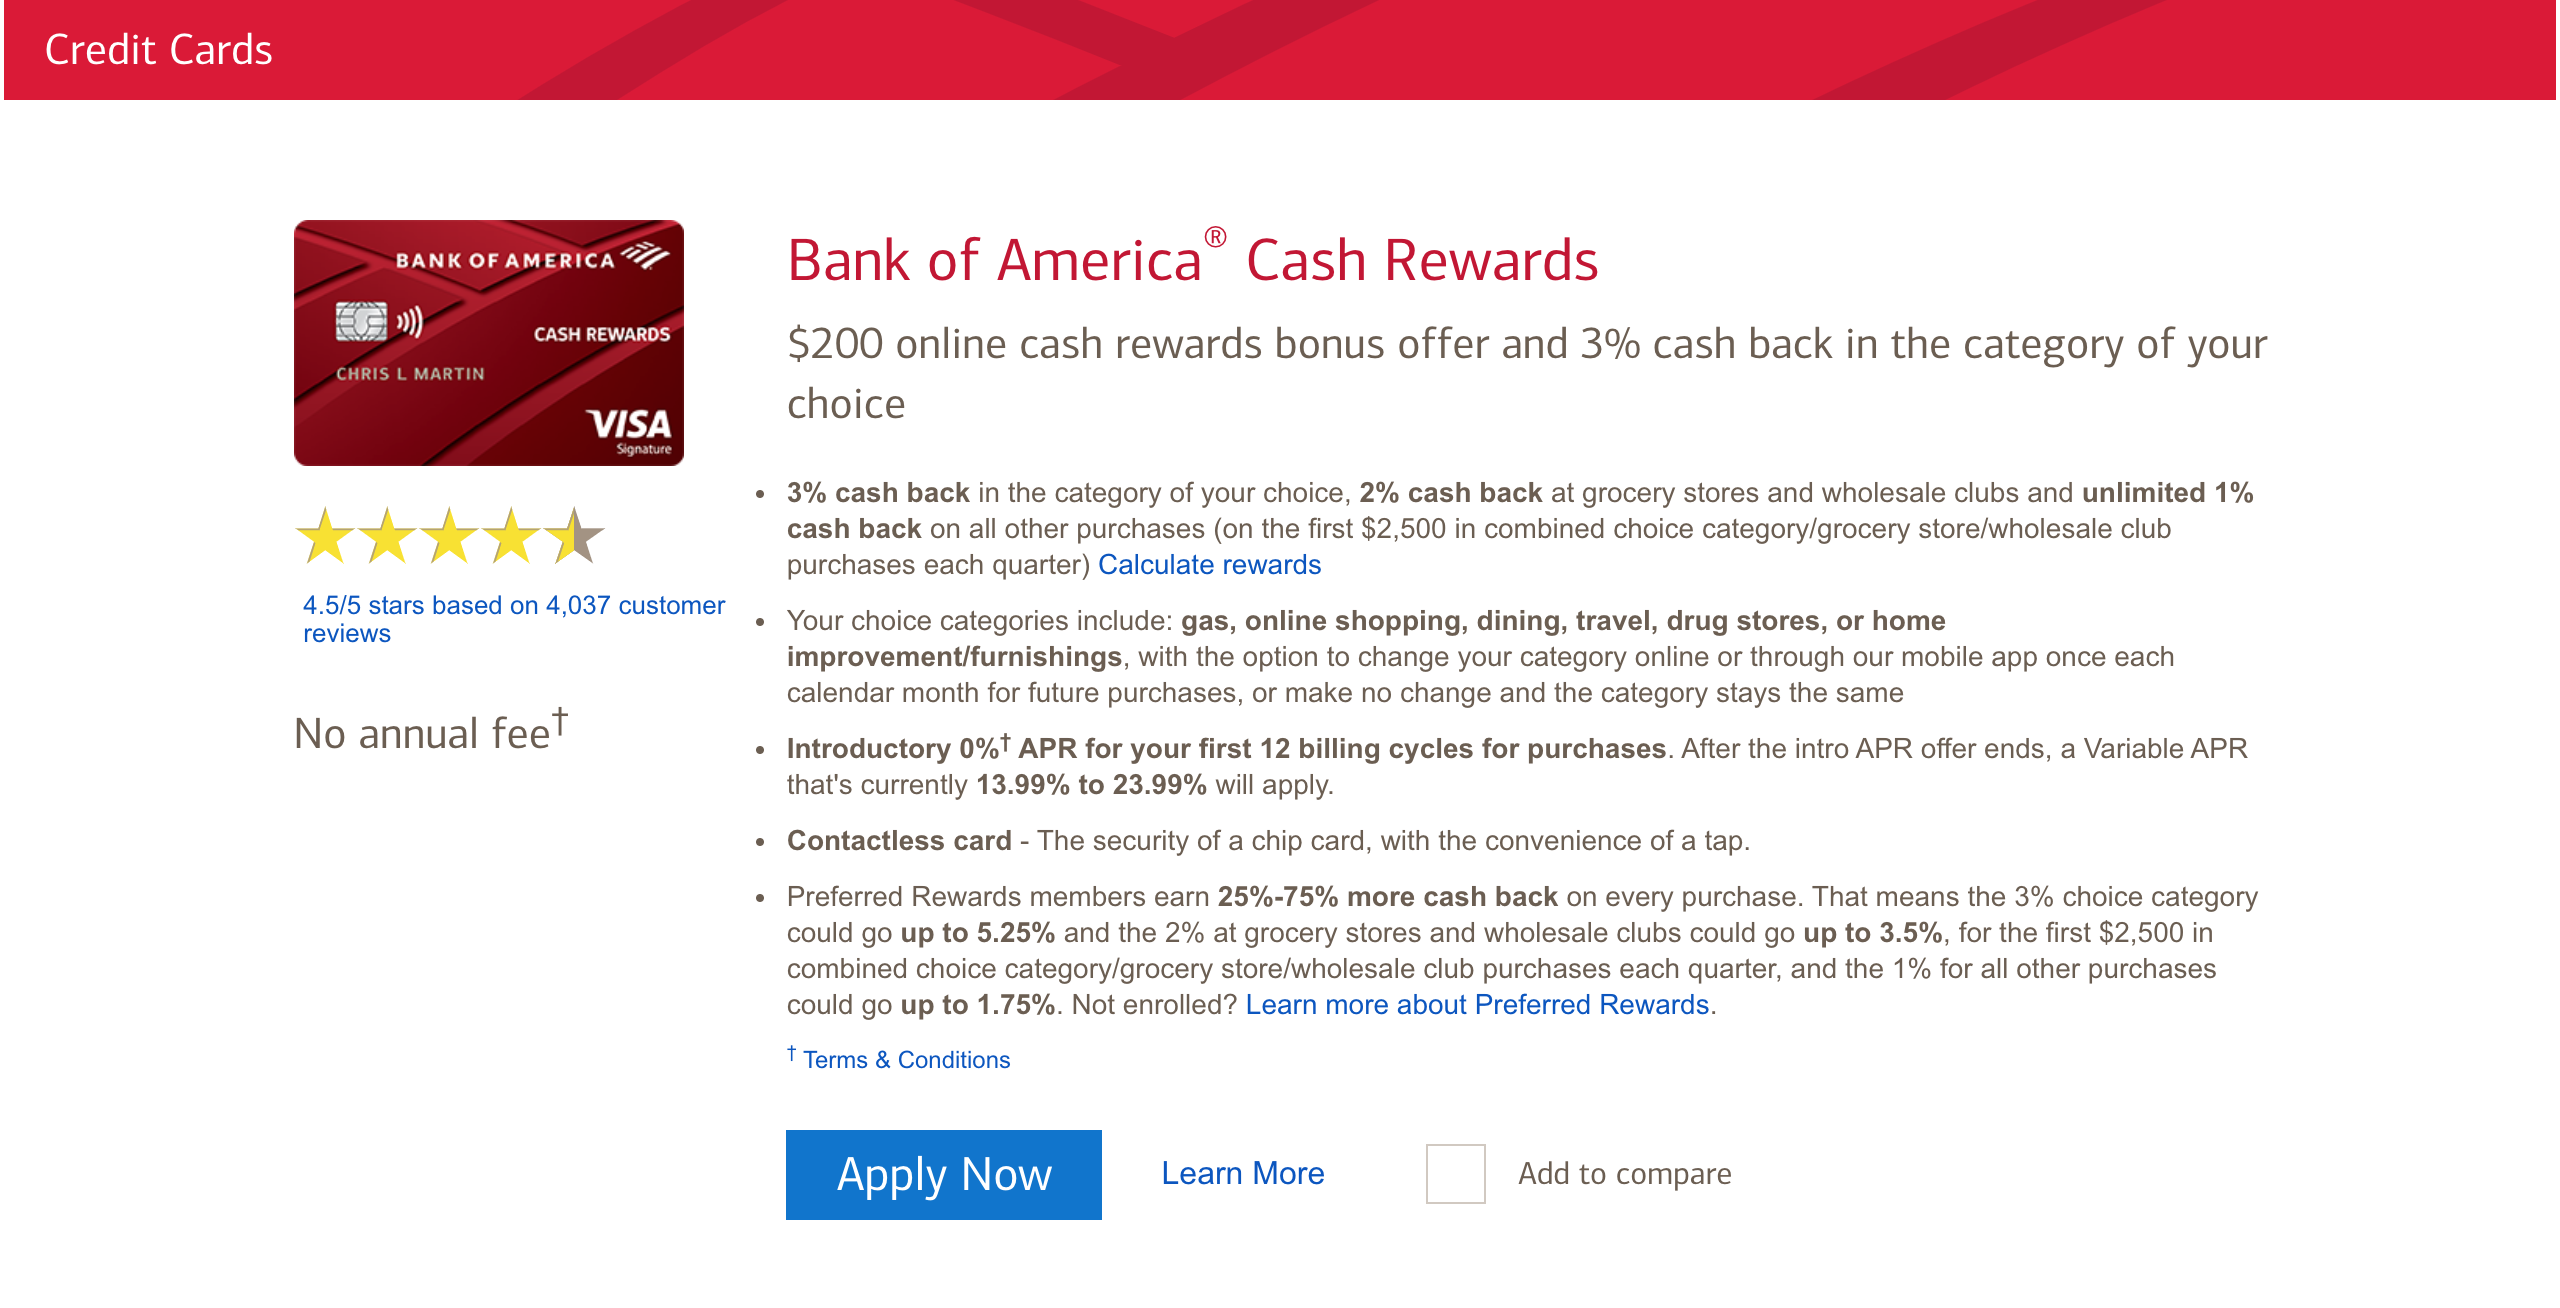 Credit Cards
BANK OF AMERICA
CASH REWARDS
CHRIS L MARTIN
VISA
Signature
4.5/5 stars based on 4,037 customer
reviews
No annual fee†
Bank of America® Cash Rewards
$200 online cash rewards bonus offer and 3% cash back in the category of your
choice
• 3% cash back in the category of your choice, 2% cash back at grocery stores and wholesale clubs and unlimited 1%
cash back on all other purchases (on the first $2,500 in combined choice category/grocery store/wholesale club
purchases each quarter) Calculate rewards
• Your choice categories include: gas, online shopping, dining, travel, drug stores, or home
improvement/furnishings, with the option to change your category online or through our mobile app once each
calendar month for future purchases, or make no change and the category stays the same
• Introductory 0%† APR for your first 12 billing cycles for purchases. After the intro APR offer ends, a Variable APR
that's currently 13.99% to 23.99% will apply.
• Contactless card - The security of a chip card, with the convenience of a tap.
• Preferred Rewards members earn 25%-75% more cash back on every purchase. That means the 3% choice category
could go up to 5.25% and the 2% at grocery stores and wholesale clubs could go up to 3.5%, for the first $2,500 in
combined choice category/grocery store/wholesale club purchases each quarter, and the 1% for all other purchases
could go up to 1.75%. Not enrolled? Learn more about Preferred Rewards.
† Terms & Conditions
Apply Now
Learn More
Add to compare